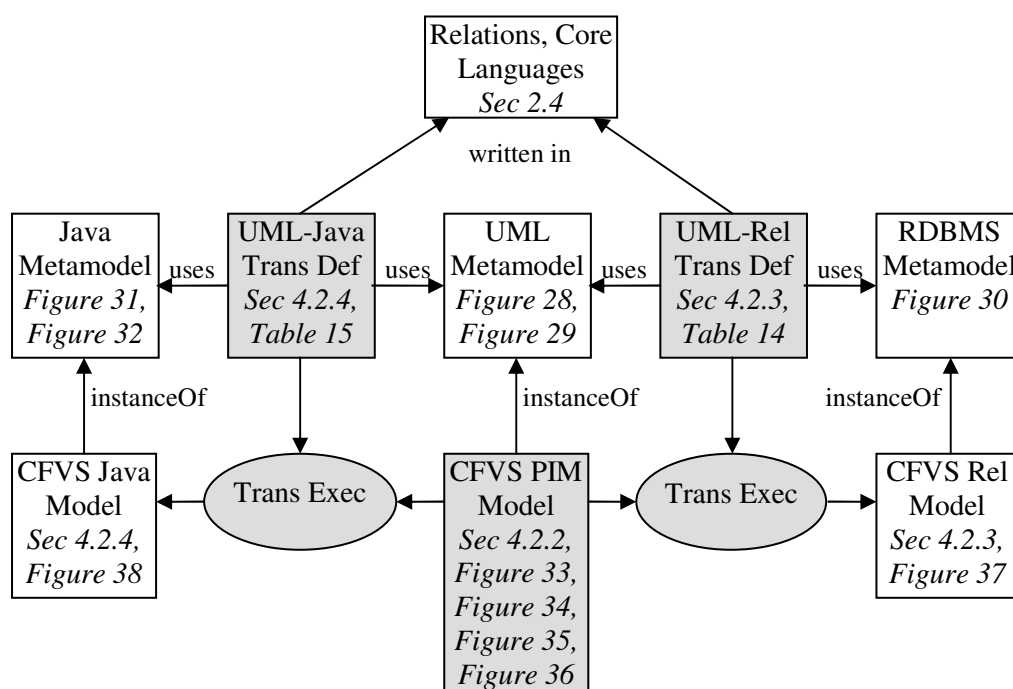 Relations, Core
Languages
Sec 2.4
written in
Java
Metamodel
Figure 31,
Figure 32
uses
UML-Java
Trans Def
Sec 4.2.4,
Table 15
uses
UML
Metamodel
Figure 28,
Figure 29
uses
UML-Rel
Trans Def
Sec 4.2.3,
Table 14
uses
RDBMS
Metamodel
Figure 30
instanceOf
instanceOf
instanceOf
CFVS Java
Model
Sec 4.2.4,
Figure 38
Trans Exec
CFVS PIM
Model
Sec 4.2.2,
Figure 33,
Figure 34,
Figure 35,
Figure 36
Trans Exec
CFVS Rel
Model
Sec 4.2.3,
Figure 37